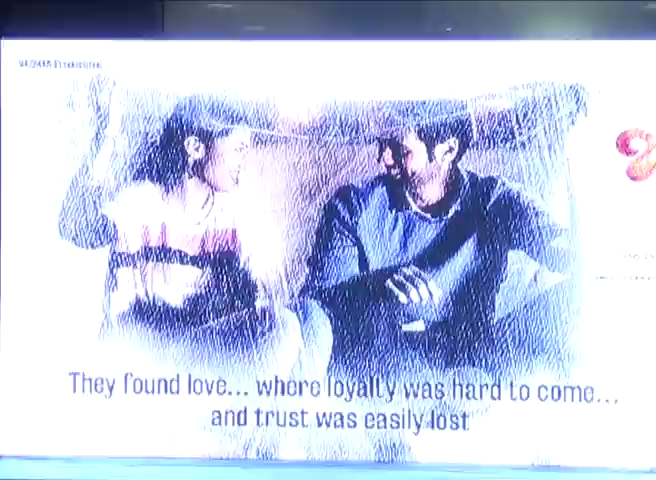 They found love... where loyalty was hard to come...
and trust was easily lost